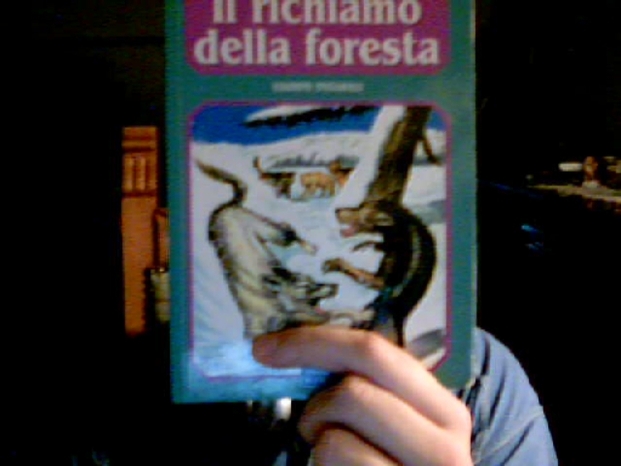 Il richiamo
della foresta